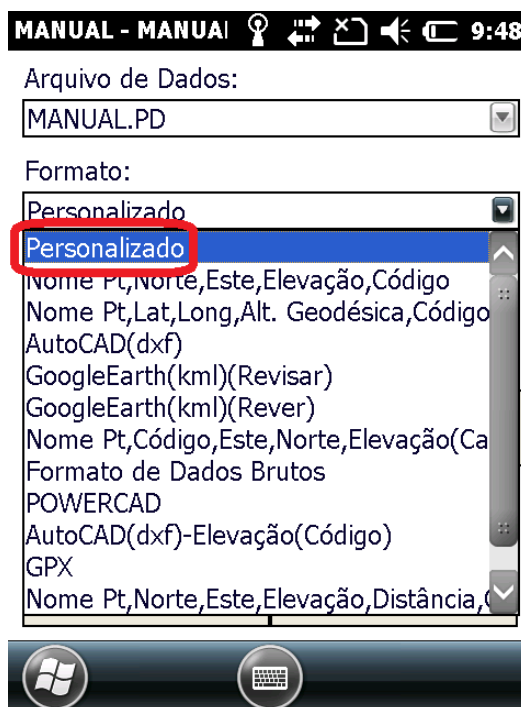 MANUAL - MANUAI 9:48
Arquivo de Dados:
MANUAL.PD
Formato:
Personalizado
Personalizado
Nome Pt,Norte,Este,Elevação,Código
Nome Pt,Lat,Long,Alt. Geodésica,Código
AutoCAD(dxf)
GoogleEarth(kml)(Revisar)
GoogleEarth(kml)(Rever)
Nome Pt,Código,Este,Norte,Elevação(Ca
Formato de Dados Brutos
POWERCAD
AutoCAD(dxf)-Elevação(Código)
GPX
Nome Pt,Norte,Este,Elevação,Distância,